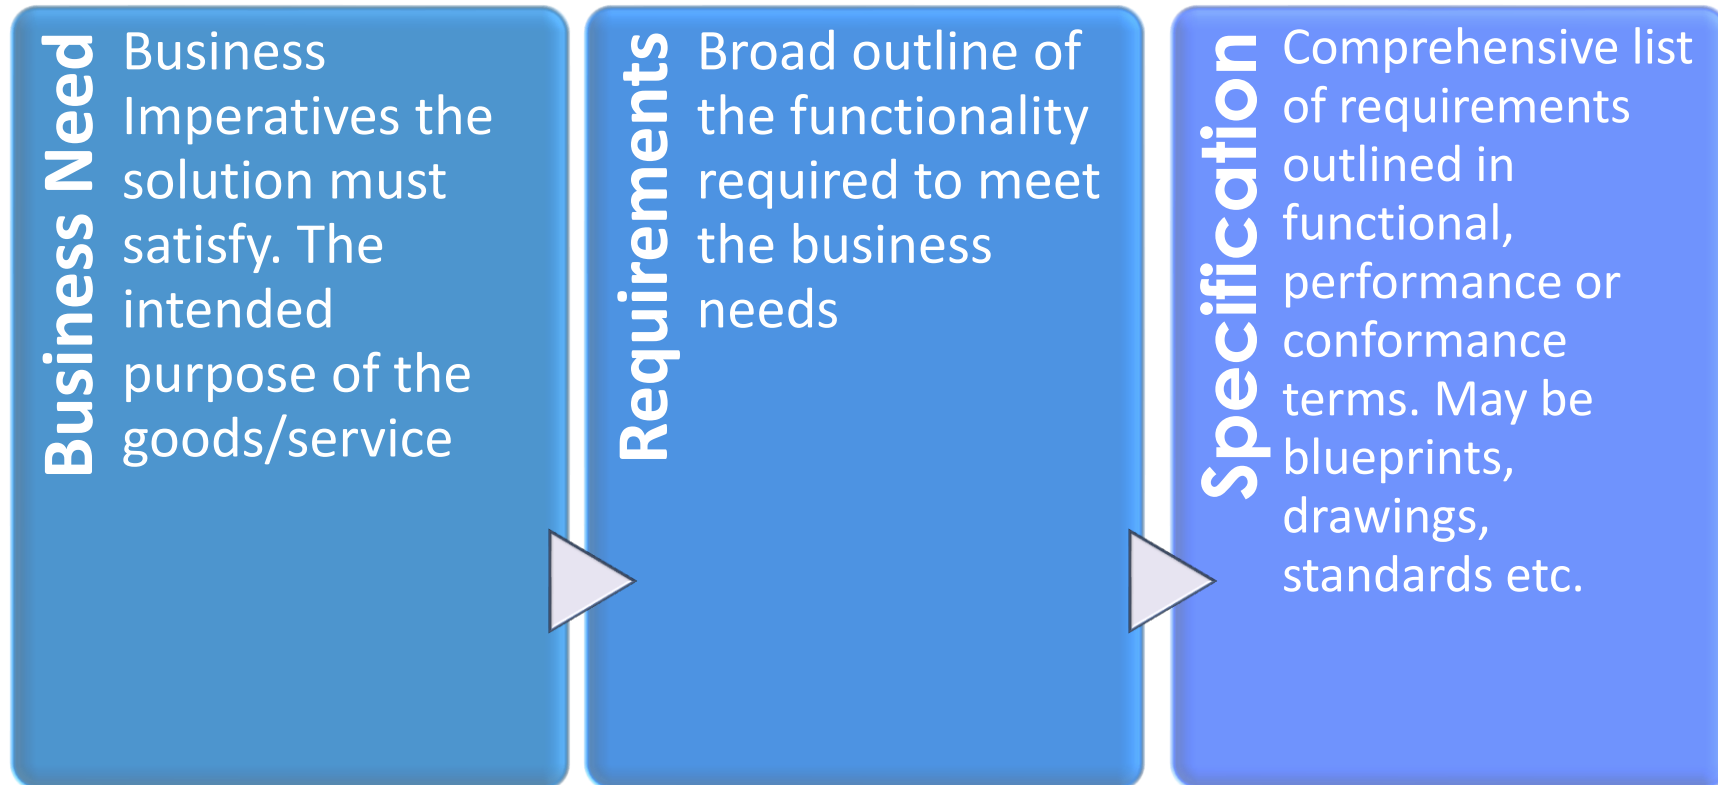 Business Need
Business
Imperatives the
solution must
satisfy. The
intended
purpose of the
goods/service
Requirements
Broad outline of
the functionality
required to meet
the business
needs
Specification
Comprehensive list
of requirements
outlined in
functional,
performance or
conformance
terms. May be
blueprints,
drawings,
standards etc.